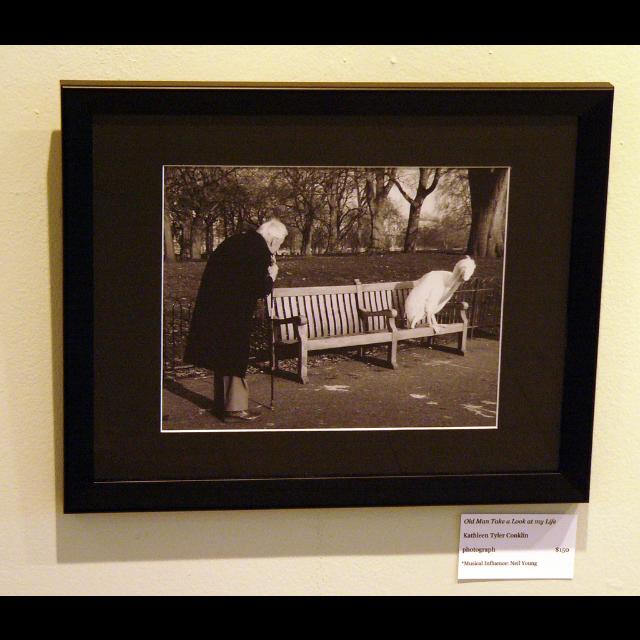 Old Man Take a Look at my Life
Kathleen Tyler Conklin
photograph $150
*Musical Influence: Neil Young